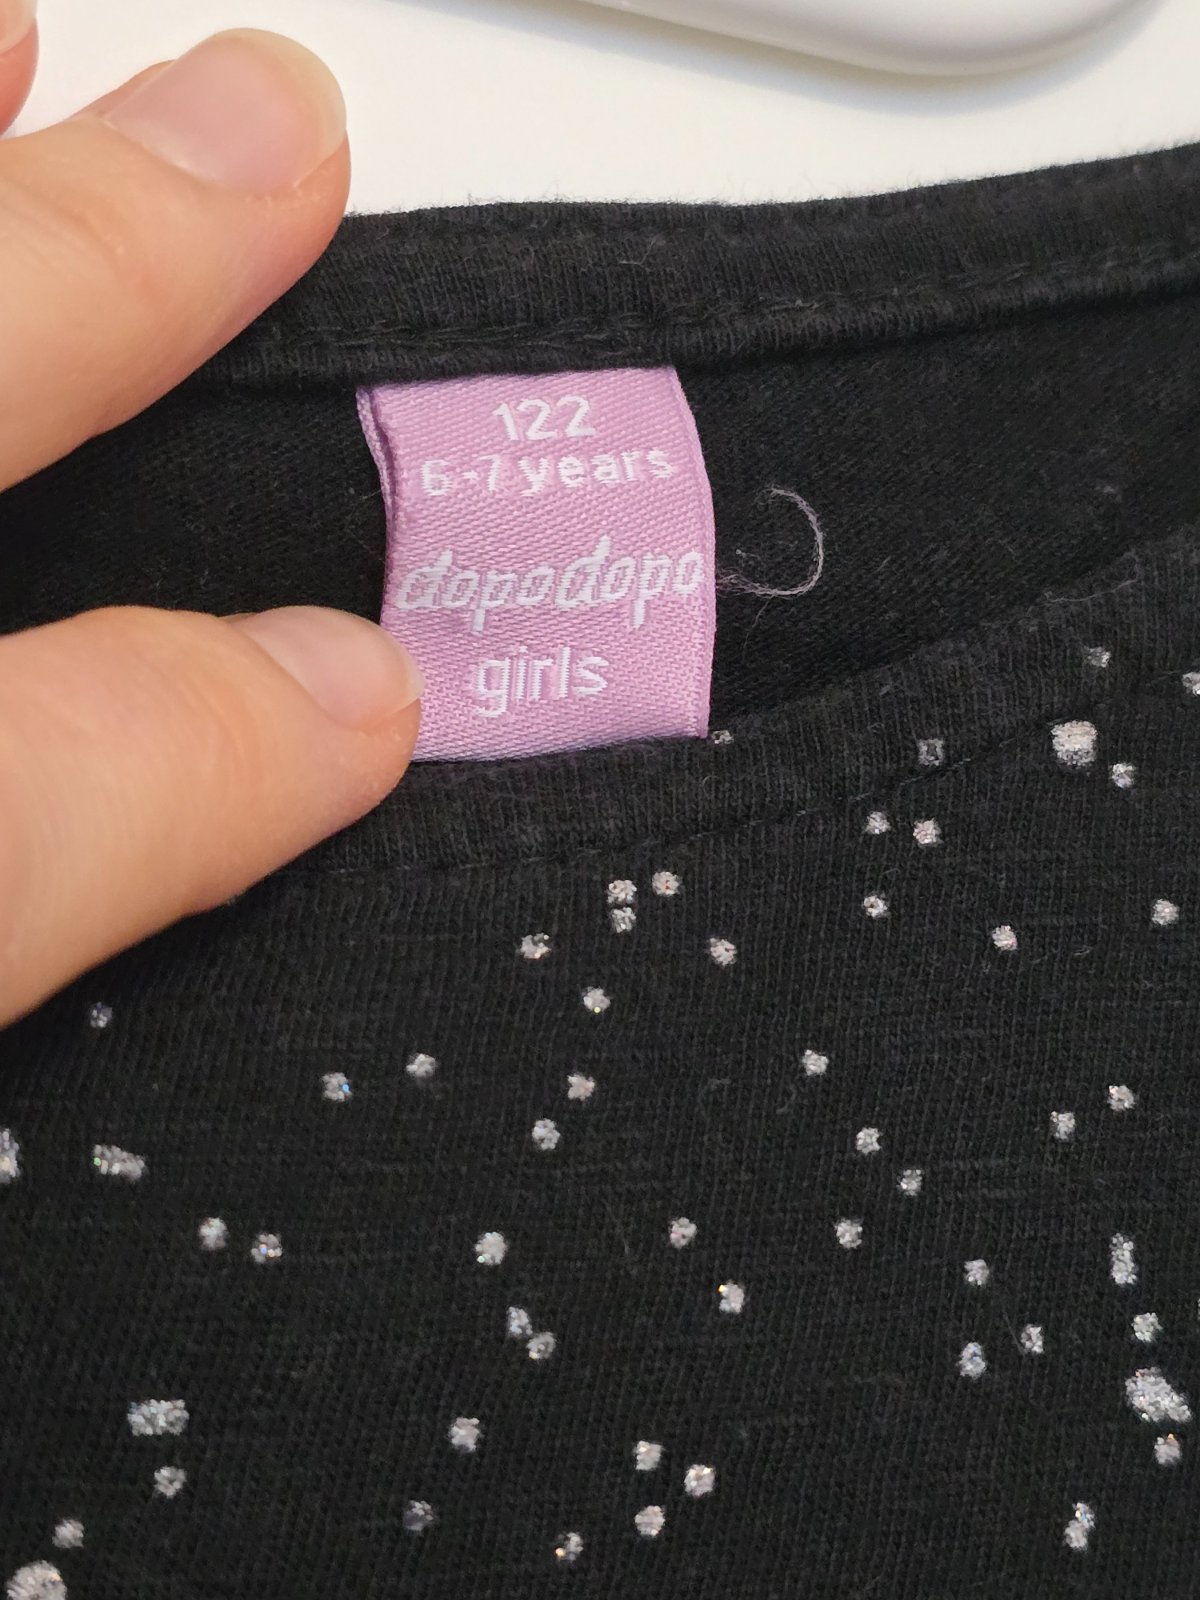 122
6-7 years
dopodopo
girls